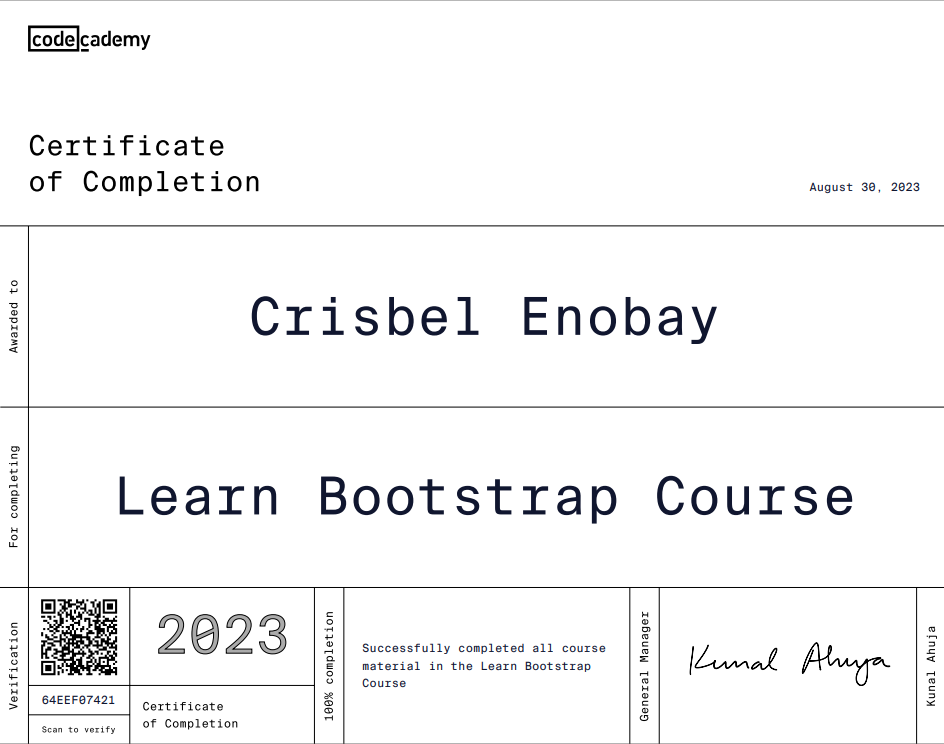 codecademy
Certificate
of Completion
August 30, 2023
Awarded to
Crisbel Enobay
For completing
Learn Bootstrap Course
Verification
64EEF07421
Scan to verify
2023
Certificate
of Completion
100% completion
Successfully completed all course
material in the Learn Bootstrap
Course
General Manager
Kunal Ahuja
Kunal Ahuja